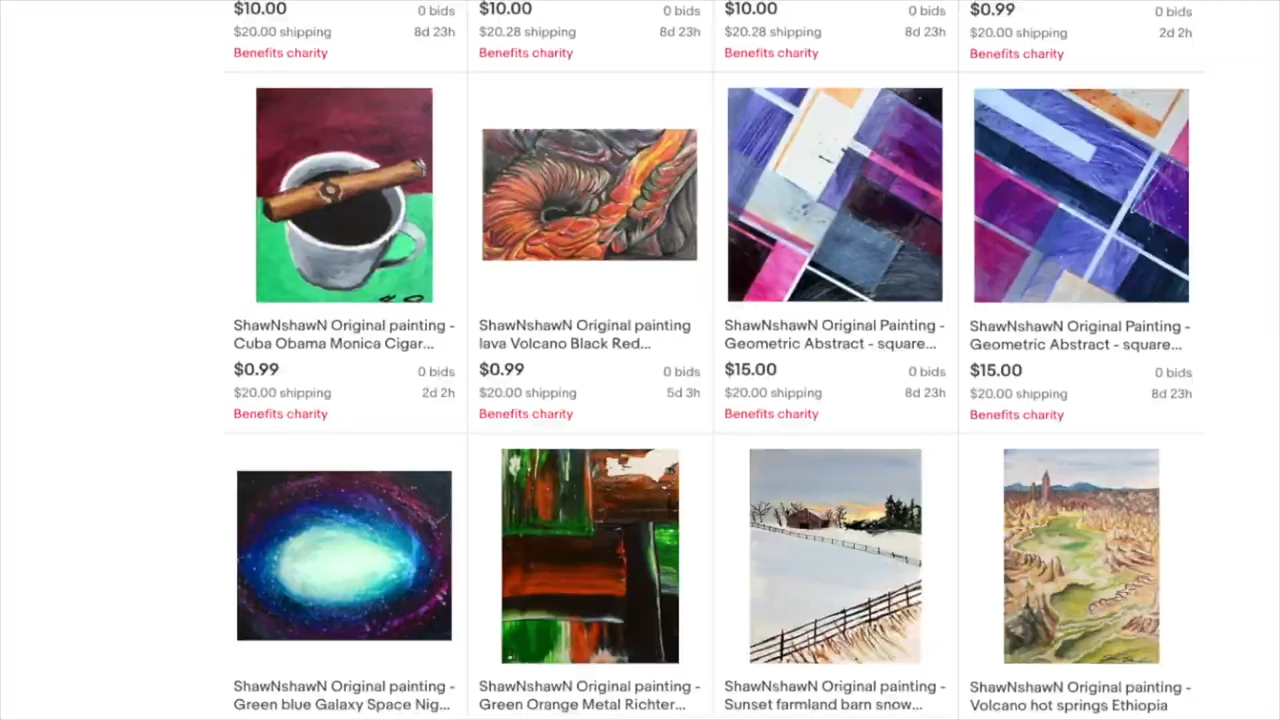 $10.00 0 bids
$20.00 shipping 8d 23h
Benefits charity
$10.00 0 bids
$20.28 shipping 8d 23h
Benefits charity
$10.00 0 bids
$20.28 shipping 8d 23h
Benefits charity
$0.99 0 bids
$20.00 shipping 2d 2h
Benefits charity
ShawNshawN Original painting -
Cuba Obama Monica Cigar...
$0.99 0 bids
$20.00 shipping 2d 2h
Benefits charity
ShawNshawN Original painting
lava Volcano Black Red...
$0.99 0 bids
$20.00 shipping 5d 3h
Benefits charity
ShawNshawN Original Painting -
Geometric Abstract - square...
$15.00 0 bids
$20.00 shipping 8d 23h
Benefits charity
ShawNshawN Original Painting -
Geometric Abstract - square...
$15.00 0 bids
$20.00 shipping 8d 23h
Benefits charity
ShawNshawN Original painting -
Green blue Galaxy Space Nig...
ShawNshawN Original painting -
Green Orange Metal Richter...
ShawNshawN Original painting -
Sunset farmland barn snow...
ShawNshawN Original painting -
Volcano hot springs Ethiopia